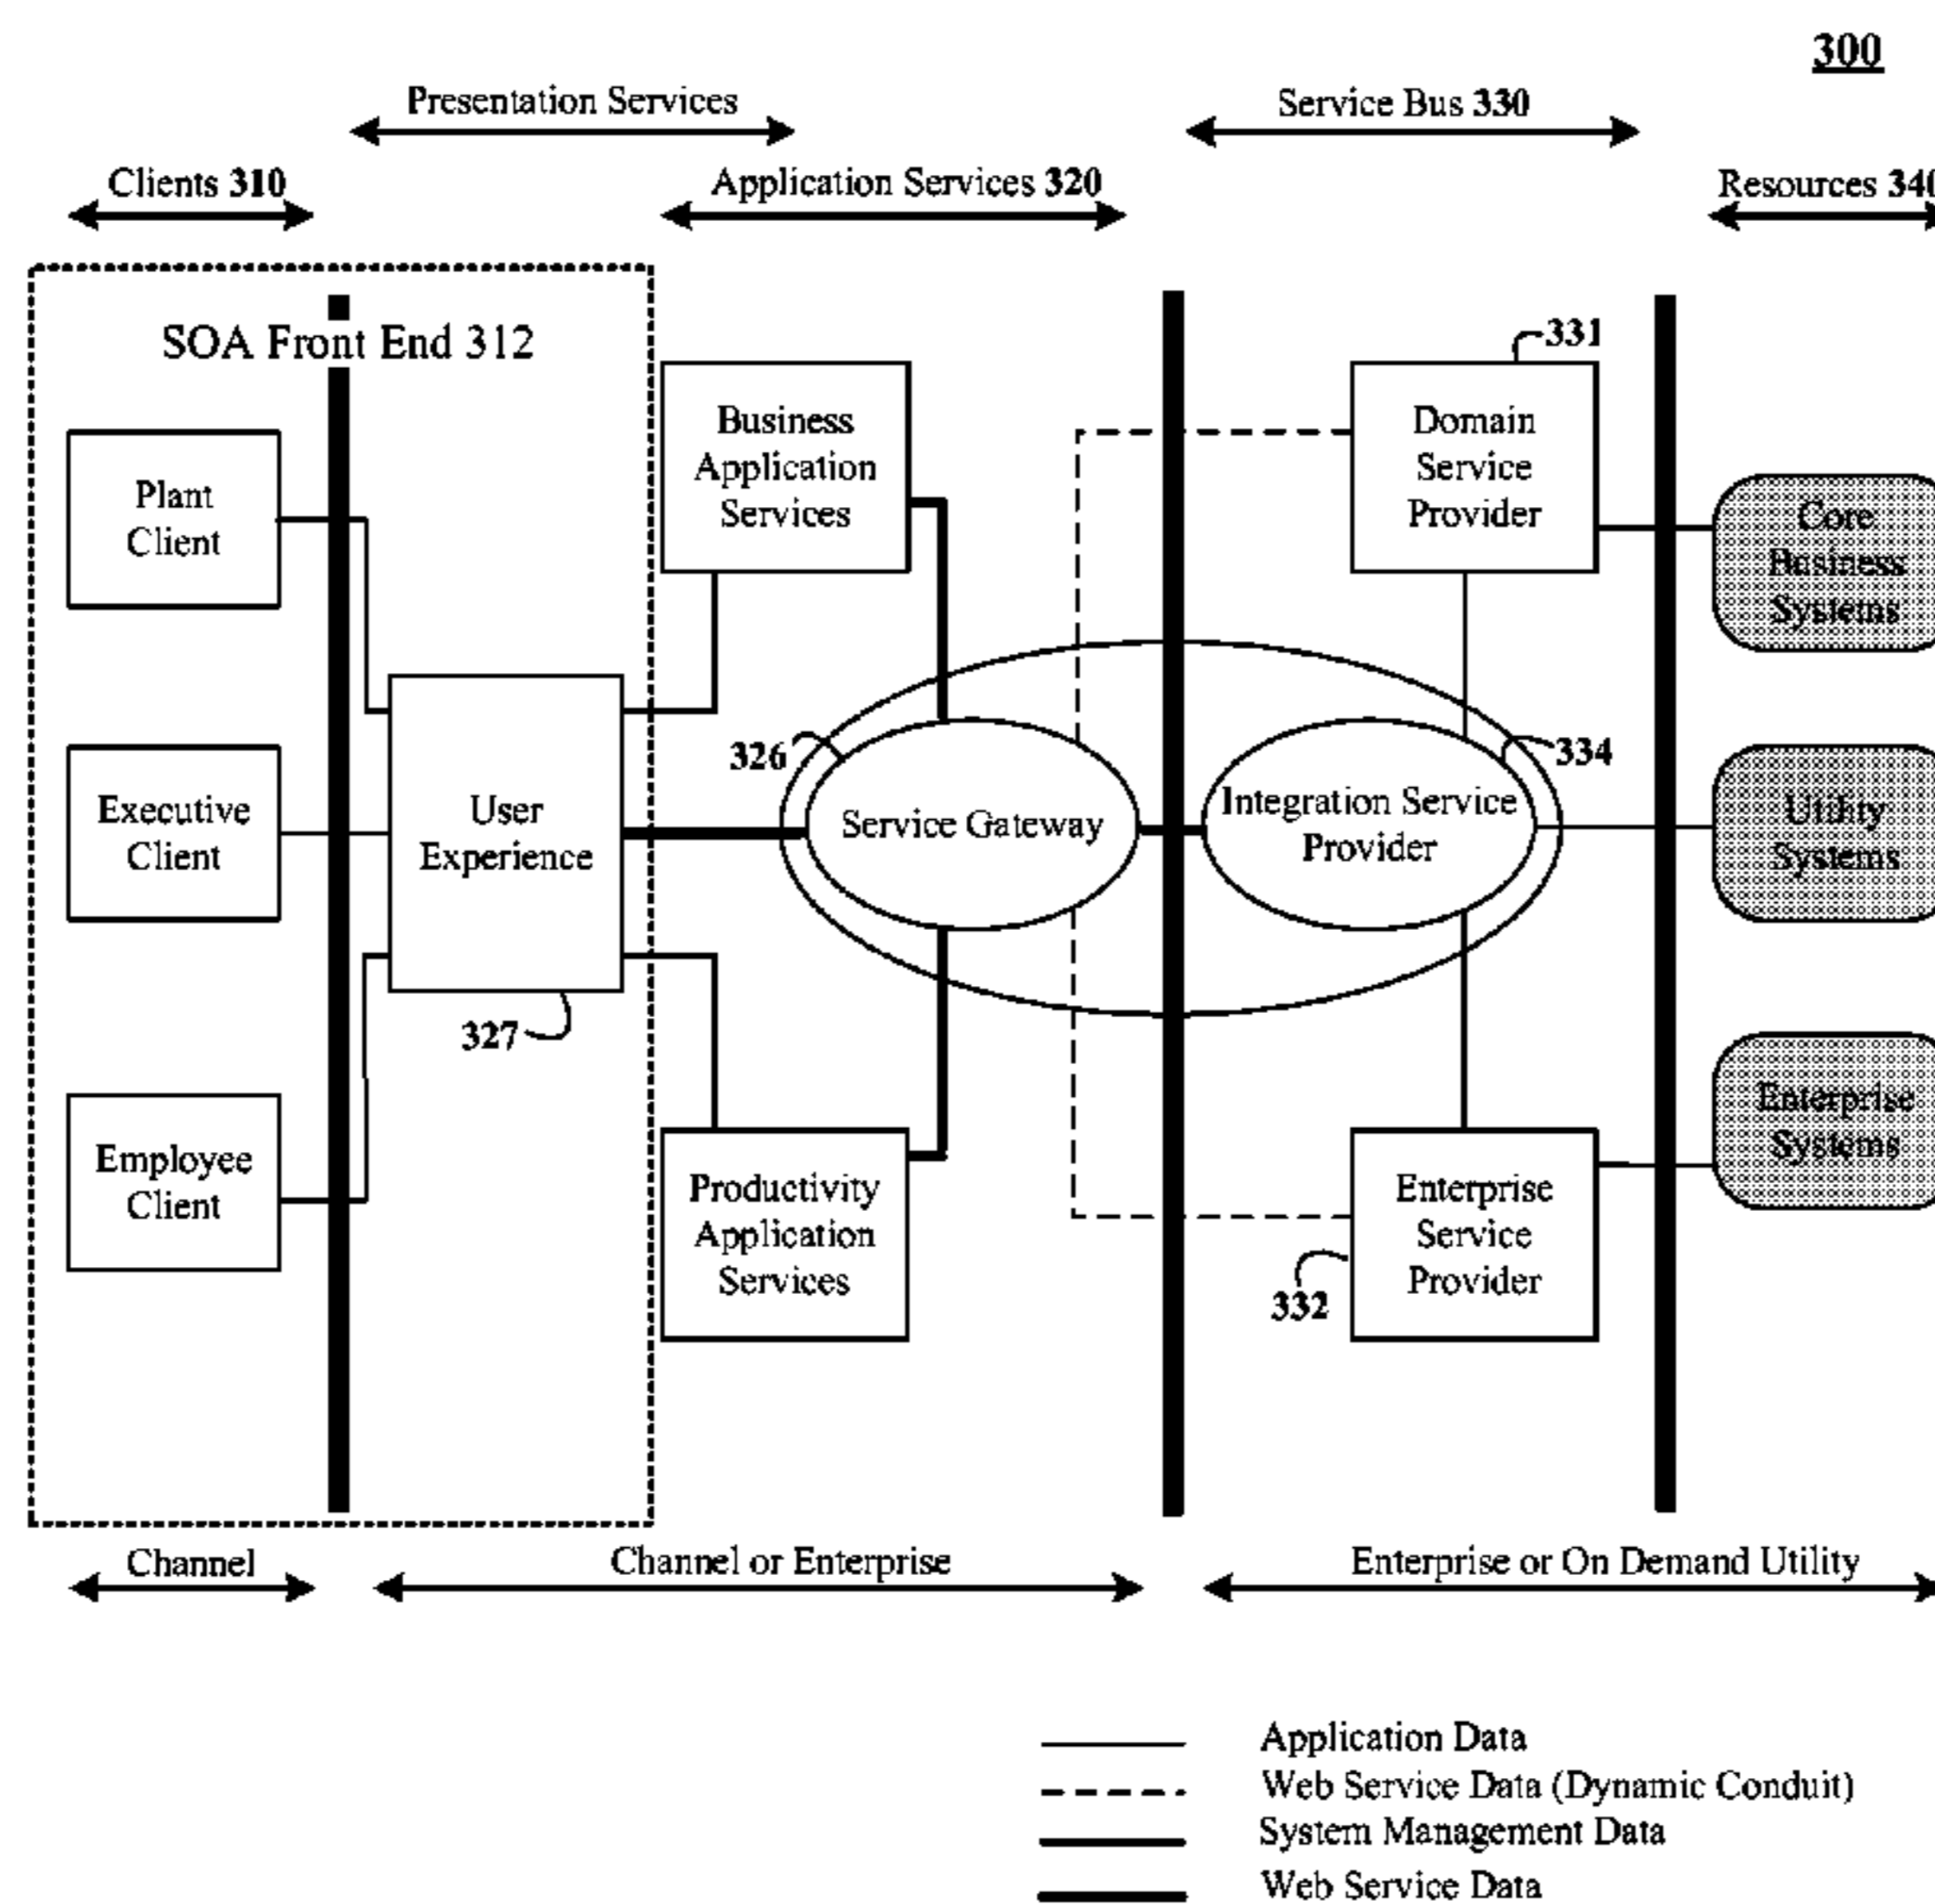 300
Presentation Services
Service Bus 330
Clients 310
Application Services 320
Resources 340
SOA Front End 312
331
Business
Application
Services
Domain
Service
Provider
Plant
Client
Core
Business
Systems
326
334
Executive
Client
User
Experience
Service Gateway
Integration Service
Provider
Utility
Systems
327
Employee
Client
Productivity
Application
Services
Enterprise
Service
Provider
332
Enterprise
Systems
Channel
Channel or Enterprise
Enterprise or On Demand Utility
Application Data
Web Service Data (Dynamic Conduit)
System Management Data
Web Service Data